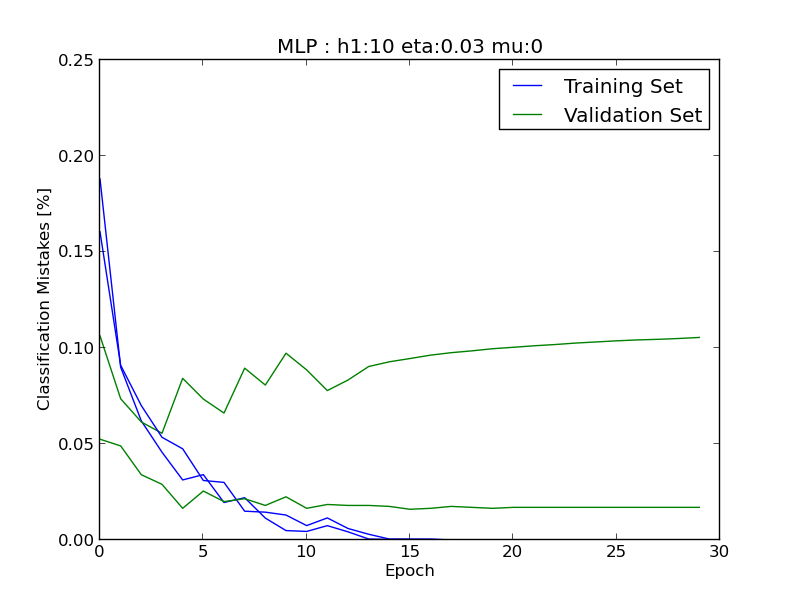 MLP : h1:10 eta:0.03 mu:0
0.25
Training Set
Validation Set
0.20
0.15
0.10
0.05
0.00
Classification Mistakes [%]
0 5 10 15 20 25 30
Epoch